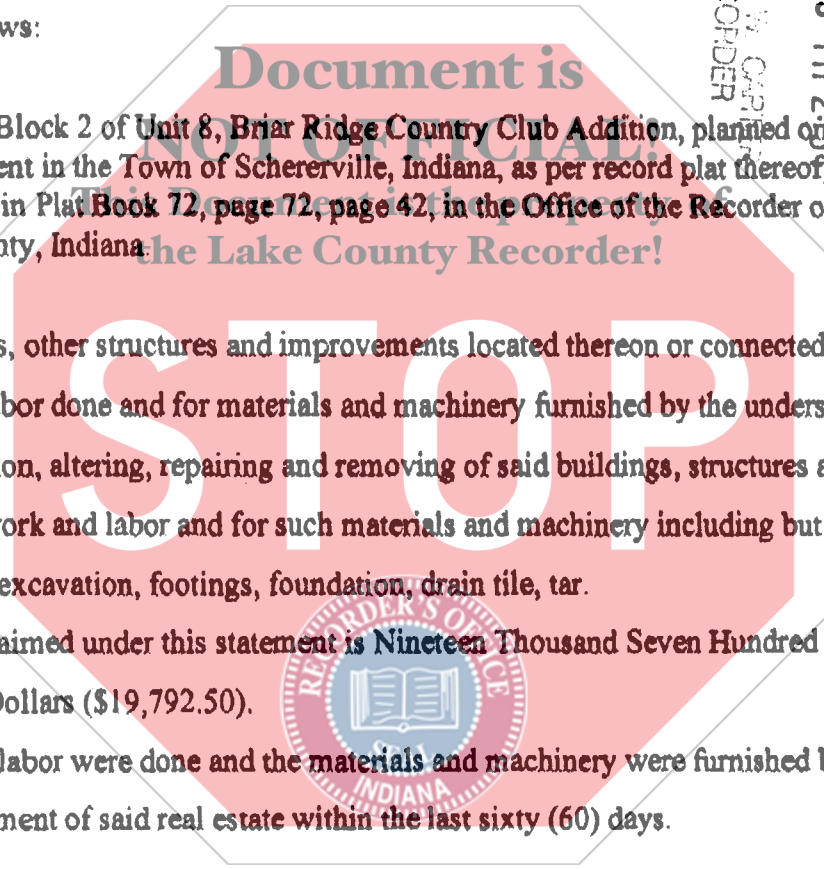 ws:
Document is
NOT OFFICIAL!
This Document is the property of
the Lake County Recorder!
ORDER
Block 2 of Unit 8, Briar Ridge Country Club Addition, planned
ent in the Town of Schererville, Indiana, as per record plat thereof,
in Plat Book 72, page 72, page 42, in the Office of the Recorder o
nty, Indiana.
s, other structures and improvements located thereon or connected
bor done and for materials and machinery furnished by the unders
on, altering, repairing and removing of said buildings, structures a
ork and labor and for such materials and machinery including but
excavation, footings, foundation, drain tile, tar.
aimed under this statement is Nineteen Thousand Seven Hundred
Dollars ($19,792.50).
labor were done and the materials and machinery were furnished b
ment of said real estate within the last sixty (60) days.
STOP
RECORDER'S OFFICE
SEAL
INDIANA